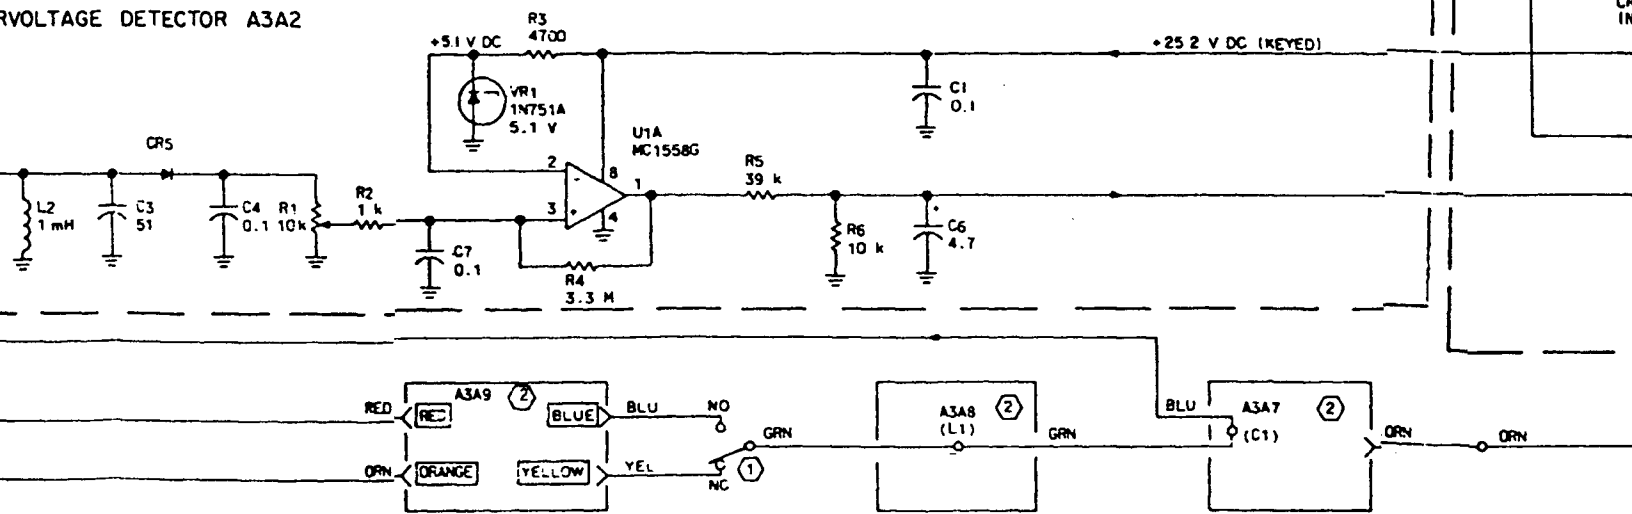 RVOLTAGE DETECTOR A3A2
R3
4700
+5.1 V DC
+25.2 V DC (KEYED)
IN
VR1
1N751A
5.1 V
C1
0.1
U1A
MC1558G
CR5
2
-
8
1
3
+
4
R5
39 k
L2
1 mH
C3
51
C4
0.1
R1
10k
R2
1 k
C7
0.1
R4
3.3 M
R6
10 k
+
C6
4.7
RED
RED
A3A9
2
BLUE
BLU
NO
GRN
A3A8
(L1)
2
GRN
BLU
A3A7
(C1)
2
ORN
ORN
ORN
ORANGE
YELLOW
YEL
NC
1